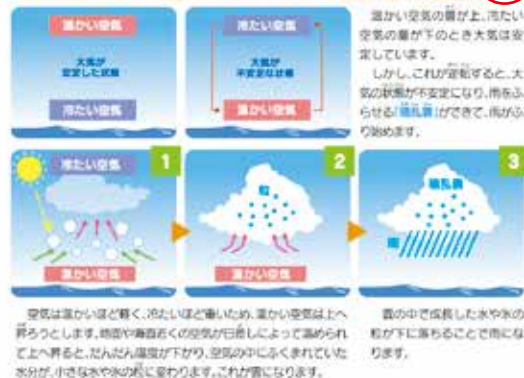 温かい空気
大気が
安定した状態
冷たい空気
冷たい空気
大気が
不安定な状態
温かい空気
温かい空気の層が上、冷たい
空気の層が下のとき大気は安
定しています。
しかし、これが逆転すると、大
気の状態が不安定になり、雨をふ
らせる「積乱雲」ができて、雨がふ
り始めます。
1
冷たい空気
温かい空気
2
粒
温かい空気
3
積乱雲
雨
空気は温かいほど軽く、冷たいほど重いため、温かい空気は上へ
昇ろうとします。地面や海面近くの空気が日差しによって温められ
て上へ昇ると、だんだん温度が下がり、空気の中にふくまれていた
水分が、小さな水や氷の粒に変わります。これが雲になります。
雲の中で成長した水や氷の
粒が下に落ちることで雨にな
ります。